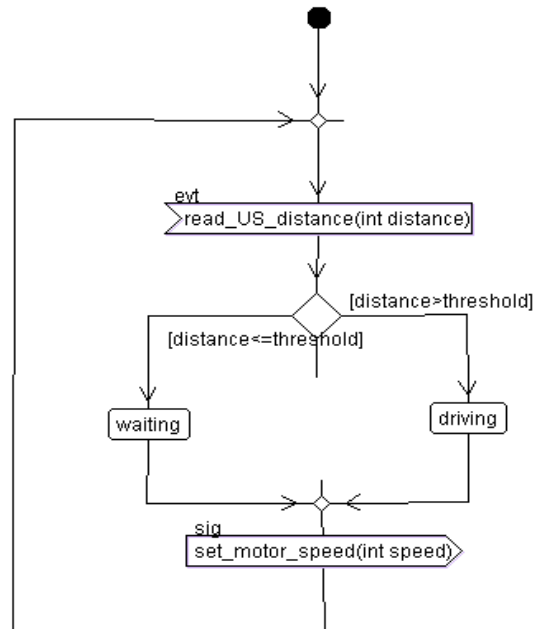 evt
read_US_distance(int distance)
[distance>threshold]
[distance<=threshold]
waiting
driving
sig
set_motor_speed(int speed)